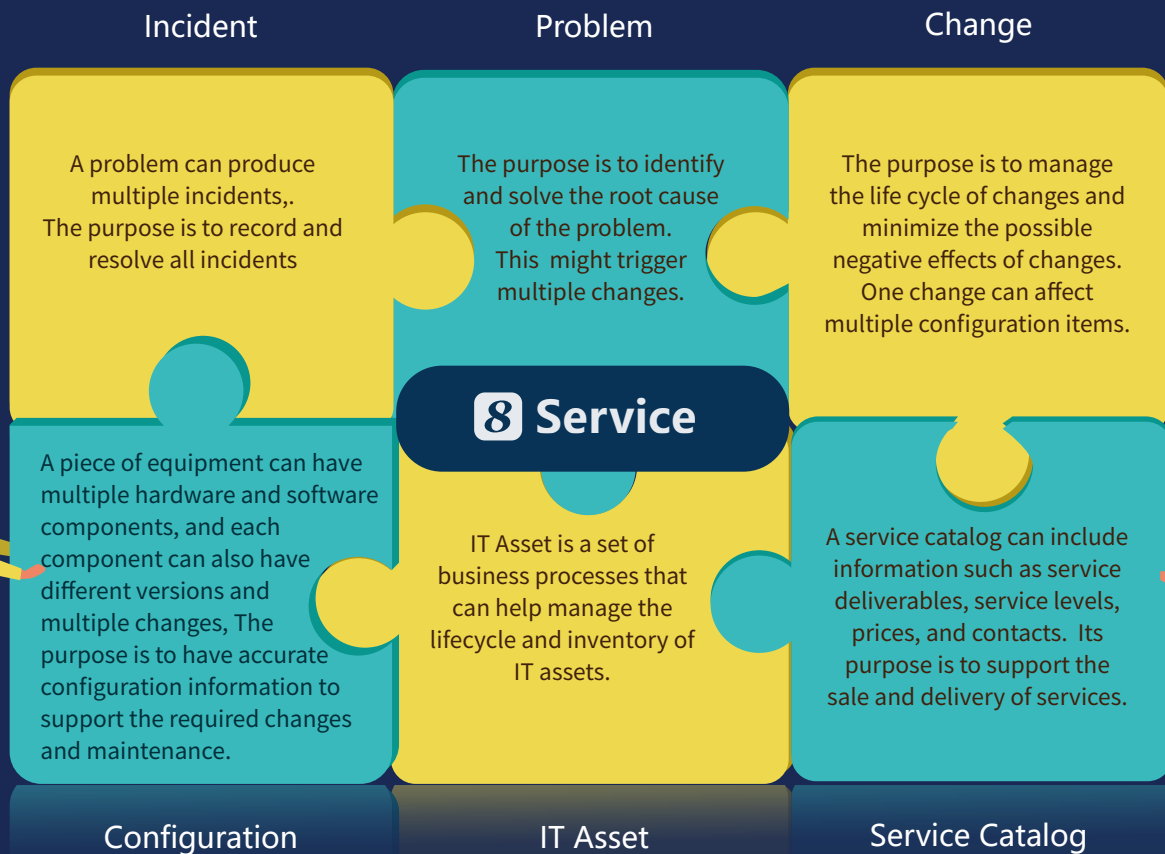 Incident
Problem
Change
A problem can produce
multiple incidents,.
The purpose is to record and
resolve all incidents
The purpose is to identify
and solve the root cause
of the problem.
This might trigger
multiple changes.
The purpose is to manage
the life cycle of changes and
minimize the possible
negative effects of changes.
One change can affect
multiple configuration items.
8 Service
A piece of equipment can have
multiple hardware and software
components, and each
component can also have
different versions and
multiple changes, The
purpose is to have accurate
configuration information to
support the required changes
and maintenance.
IT Asset is a set of
business processes that
can help manage the
lifecycle and inventory of
IT assets.
A service catalog can include
information such as service
deliverables, service levels,
prices, and contacts. Its
purpose is to support the
sale and delivery of services.
Configuration
IT Asset
Service Catalog